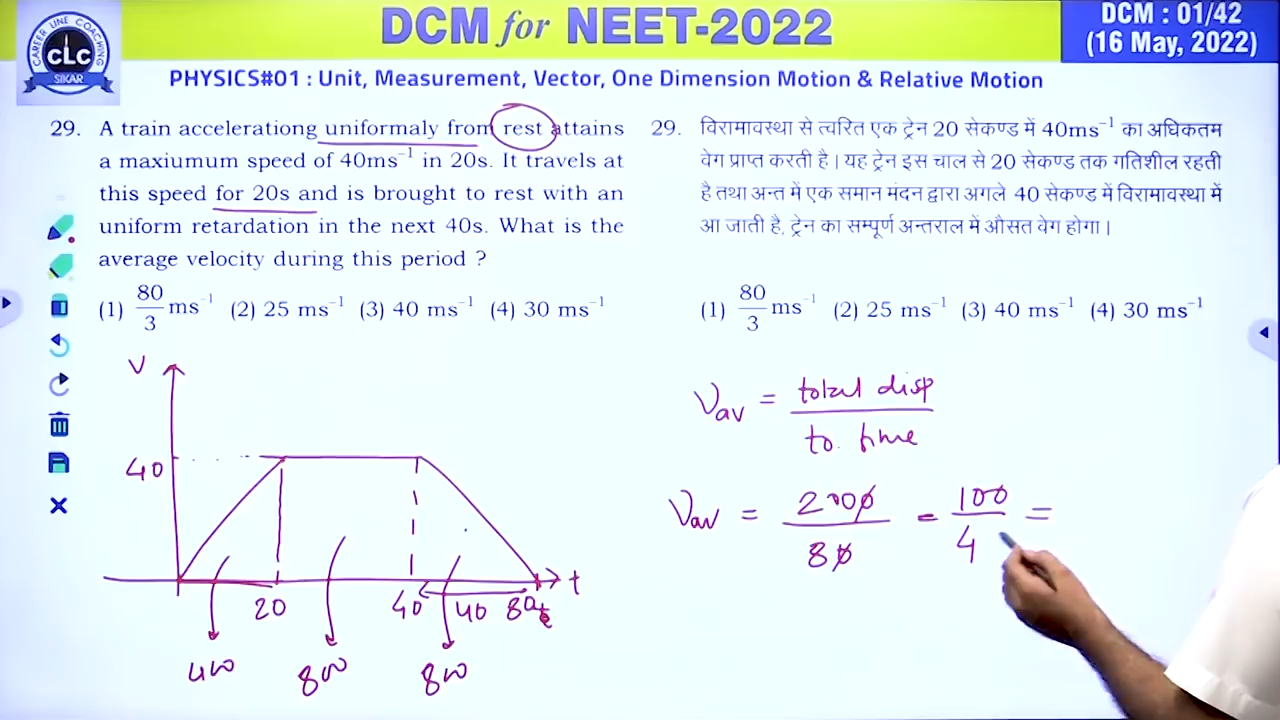 DCM for NEET-2022
DCM : 01/42
(16 May, 2022)
CAREER LINE COACHING
CLC
SIKAR
PHYSICS#01 : Unit, Measurement, Vector, One Dimension Motion & Relative Motion
29. A train accelerationg uniformaly from rest attains
a maxiumum speed of 40ms⁻¹ in 20s. It travels at
this speed for 20s and is brought to rest with an
uniform retardation in the next 40s. What is the
average velocity during this period ?
(1) 80/3 ms⁻¹ (2) 25 ms⁻¹ (3) 40 ms⁻¹ (4) 30 ms⁻¹
29. विरामावस्था से त्वरित एक ट्रेन 20 सेकण्ड में 40ms⁻¹ का अधिकतम
वेग प्राप्त करती है। यह ट्रेन इस चाल से 20 सेकण्ड तक गतिशील रहती
है तथा अन्त में एक समान मंदन द्वारा अगले 40 सेकण्ड में विरामावस्था में
आ जाती है, ट्रेन का सम्पूर्ण अन्तराल में औसत वेग होगा।
(1) 80/3 ms⁻¹ (2) 25 ms⁻¹ (3) 40 ms⁻¹ (4) 30 ms⁻¹
V
40
20 40 40 80 t
400 800 800
Vav = total disp / to. time
Vav = 2000 / 80 = 100 / 4 =